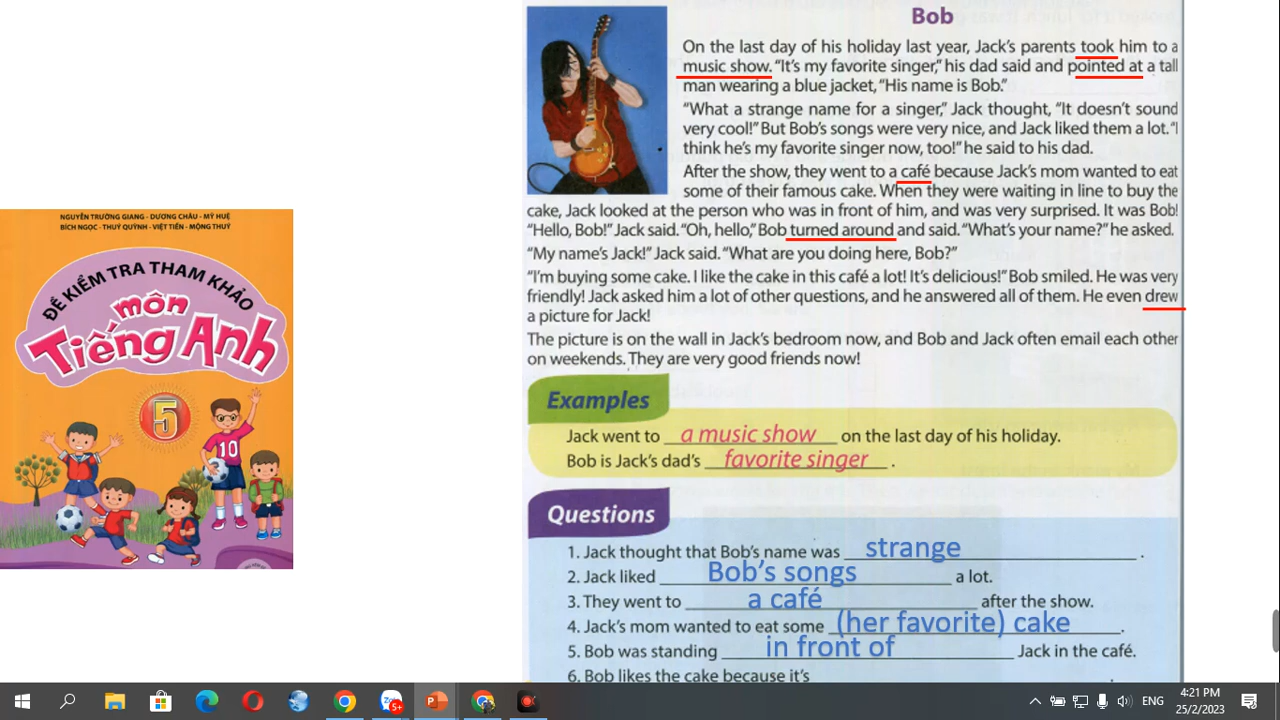 NGUYỄN TRƯỜNG GIANG - DƯƠNG CHÂU - MỸ HUỆ
BÍCH NGỌC - THUÝ QUỲNH - VIỆT TIẾN - MỘNG THUÝ
ĐỀ KIỂM TRA THAM KHẢO
môn
Tiếng Anh
5
10
Bob
On the last day of his holiday last year, Jack's parents took him to a
music show. "It's my favorite singer," his dad said and pointed at a tall
man wearing a blue jacket, "His name is Bob."
"What a strange name for a singer," Jack thought, "It doesn't sound
very cool!" But Bob's songs were very nice, and Jack liked them a lot. "I
think he's my favorite singer now, too!" he said to his dad.
After the show, they went to a café because Jack's mom wanted to eat
some of their famous cake. When they were waiting in line to buy the
cake, Jack looked at the person who was in front of him, and was very surprised. It was Bob!
"Hello, Bob!" Jack said. "Oh, hello," Bob turned around and said. "What's your name?" he asked.
"My name's Jack!" Jack said. "What are you doing here, Bob?"
"I'm buying some cake. I like the cake in this café a lot! It's delicious!" Bob smiled. He was very
friendly! Jack asked him a lot of other questions, and he answered all of them. He even drew
a picture for Jack!
The picture is on the wall in Jack's bedroom now, and Bob and Jack often email each other
on weekends. They are very good friends now!
Examples
Jack went to a music show on the last day of his holiday.
Bob is Jack's dad's favorite singer .
Questions
1. Jack thought that Bob's name was strange .
2. Jack liked Bob's songs a lot.
3. They went to a café after the show.
4. Jack's mom wanted to eat some (her favorite) cake .
5. Bob was standing in front of Jack in the café.
6. Bob likes the cake because it's .
5+
ENG
4:21 PM
25/2/2023